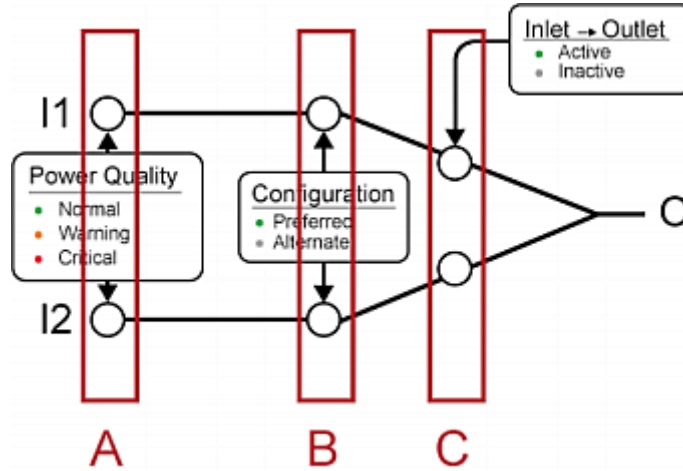 Inlet → Outlet
Active
Inactive
I1
Power Quality
Normal
Warning
Critical
Configuration
Preferred
Alternate
O
I2
A B C